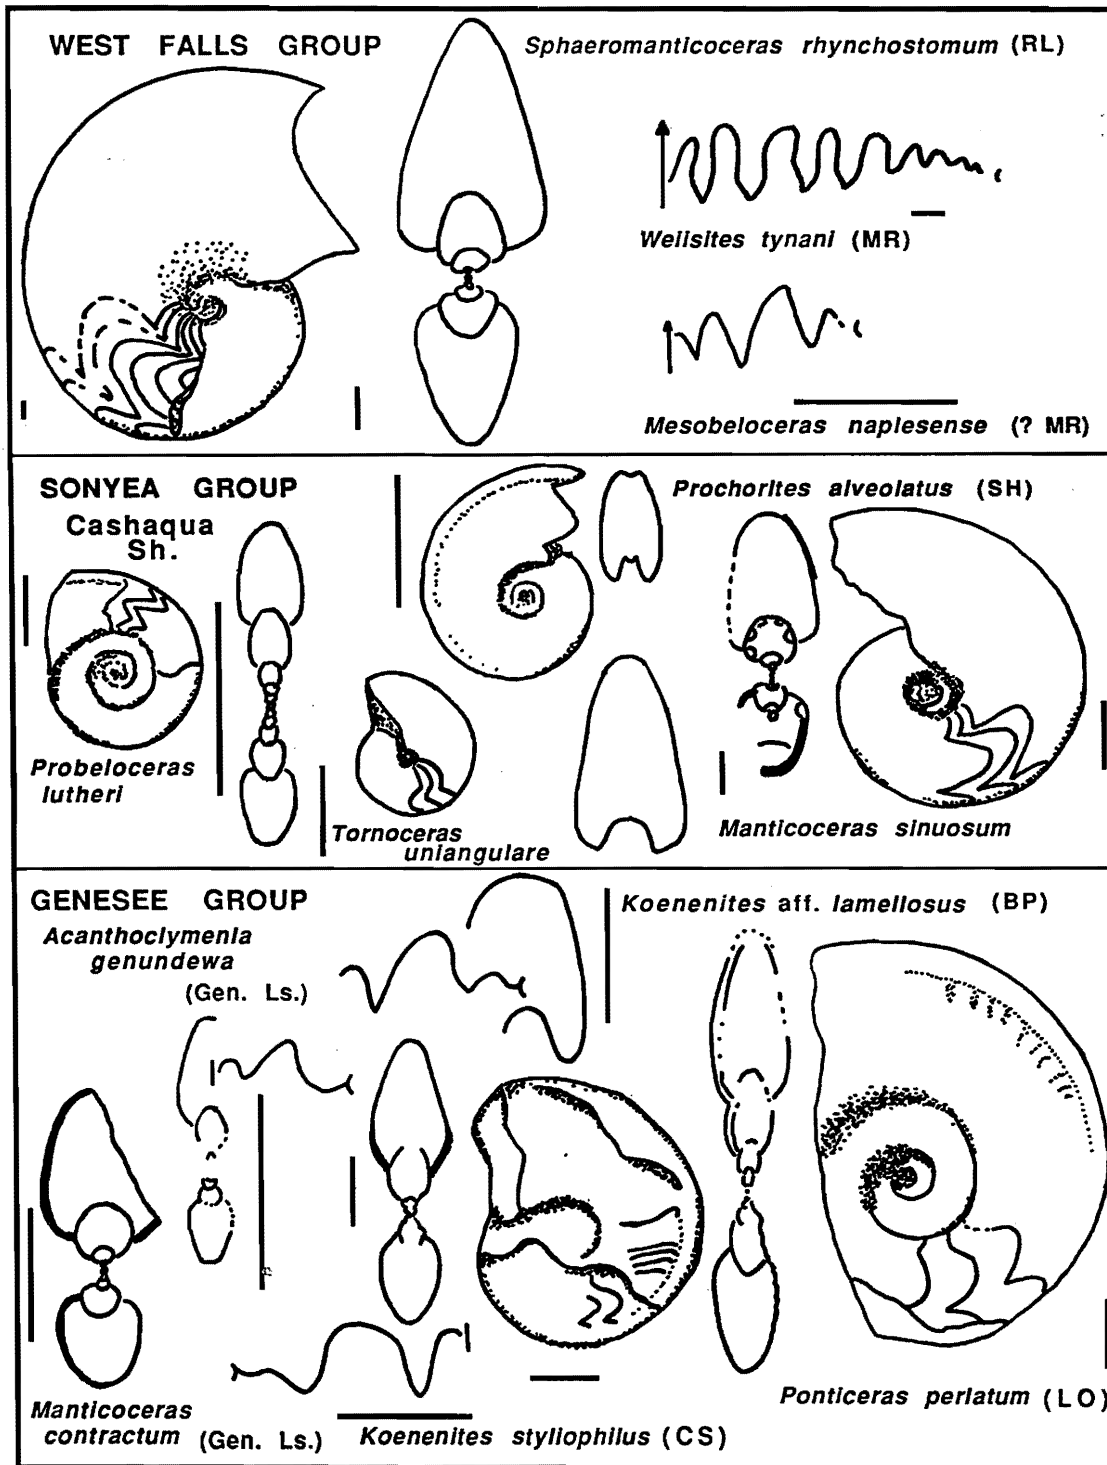 WEST FALLS GROUP
Sphaeromanticoceras rhynchostomum (RL)
Wellsites tynani (MR)
Mesobeloceras naplesense (? MR)
SONYEA GROUP
Cashaqua
Sh.
Prochorites alveolatus (SH)
Probeloceras
lutheri
Tornoceras
uniangulare
Manticoceras sinuosum
GENESEE GROUP
Acanthoclymenia
genundewa
(Gen. Ls.)
Koenenites aff. lamellosus (BP)
Manticoceras
contractum (Gen. Ls.)
Koenenites styliophilus (CS)
Ponticeras perlatum (LO)